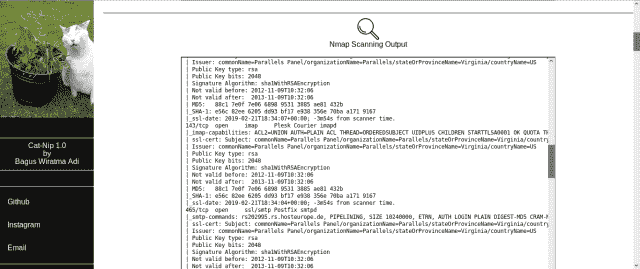 Cat-Nip 1.0
by
Bagus Wiratma Adi
Github
Instagram
Email
Nmap Scanning Output
| Issuer: commonName=Parallels Panel/organizationName=Parallels/stateOrProvinceName=Virginia/countryName=US
| Public Key type: rsa
| Public Key bits: 2048
| Signature Algorithm: sha1WithRSAEncryption
| Not valid before: 2012-11-09T10:32:06
| Not valid after:  2013-11-09T10:32:06
| MD5:   88c1 7e0f 7e06 6898 9531 3085 ae81 432b
|_SHA-1: e56c 02ee 6205 dd93 bf17 e938 356e 70ba a171 9167
|_ssl-date: 2019-02-21T18:34:07+00:00; -3m54s from scanner time.
143/tcp  open     imap     Plesk Courier imapd
|_imap-capabilities: ACL2=UNION AUTH=PLAIN ACL THREAD=ORDEREDSUBJECT UIDPLUS CHILDREN STARTTLSA0001 OK QUOTA TH
| ssl-cert: Subject: commonName=Parallels Panel/organizationName=Parallels/stateOrProvinceName=Virginia/country
| Issuer: commonName=Parallels Panel/organizationName=Parallels/stateOrProvinceName=Virginia/countryName=US
| Public Key type: rsa
| Public Key bits: 2048
| Signature Algorithm: sha1WithRSAEncryption
| Not valid before: 2012-11-09T10:32:06
| Not valid after:  2013-11-09T10:32:06
| MD5:   88c1 7e0f 7e06 6898 9531 3085 ae81 432b
|_SHA-1: e56c 02ee 6205 dd93 bf17 e938 356e 70ba a171 9167
|_ssl-date: 2019-02-21T18:34:04+00:00; -3m54s from scanner time.
465/tcp  open     ssl/smtp Postfix smtpd
|_smtp-commands: rs202995.rs.hosteurope.de, PIPELINING, SIZE 10240000, ETRN, AUTH LOGIN PLAIN DIGEST-MD5 CRAM-M
| ssl-cert: Subject: commonName=Parallels Panel/organizationName=Parallels/stateOrProvinceName=Virginia/country
| Issuer: commonName=Parallels Panel/organizationName=Parallels/stateOrProvinceName=Virginia/countryName=US
| Public Key type: rsa
| Public Key bits: 2048
| Signature Algorithm: sha1WithRSAEncryption
| Not valid before: 2012-11-09T10:32:06
| Not valid after:  2013-11-09T10:32:06